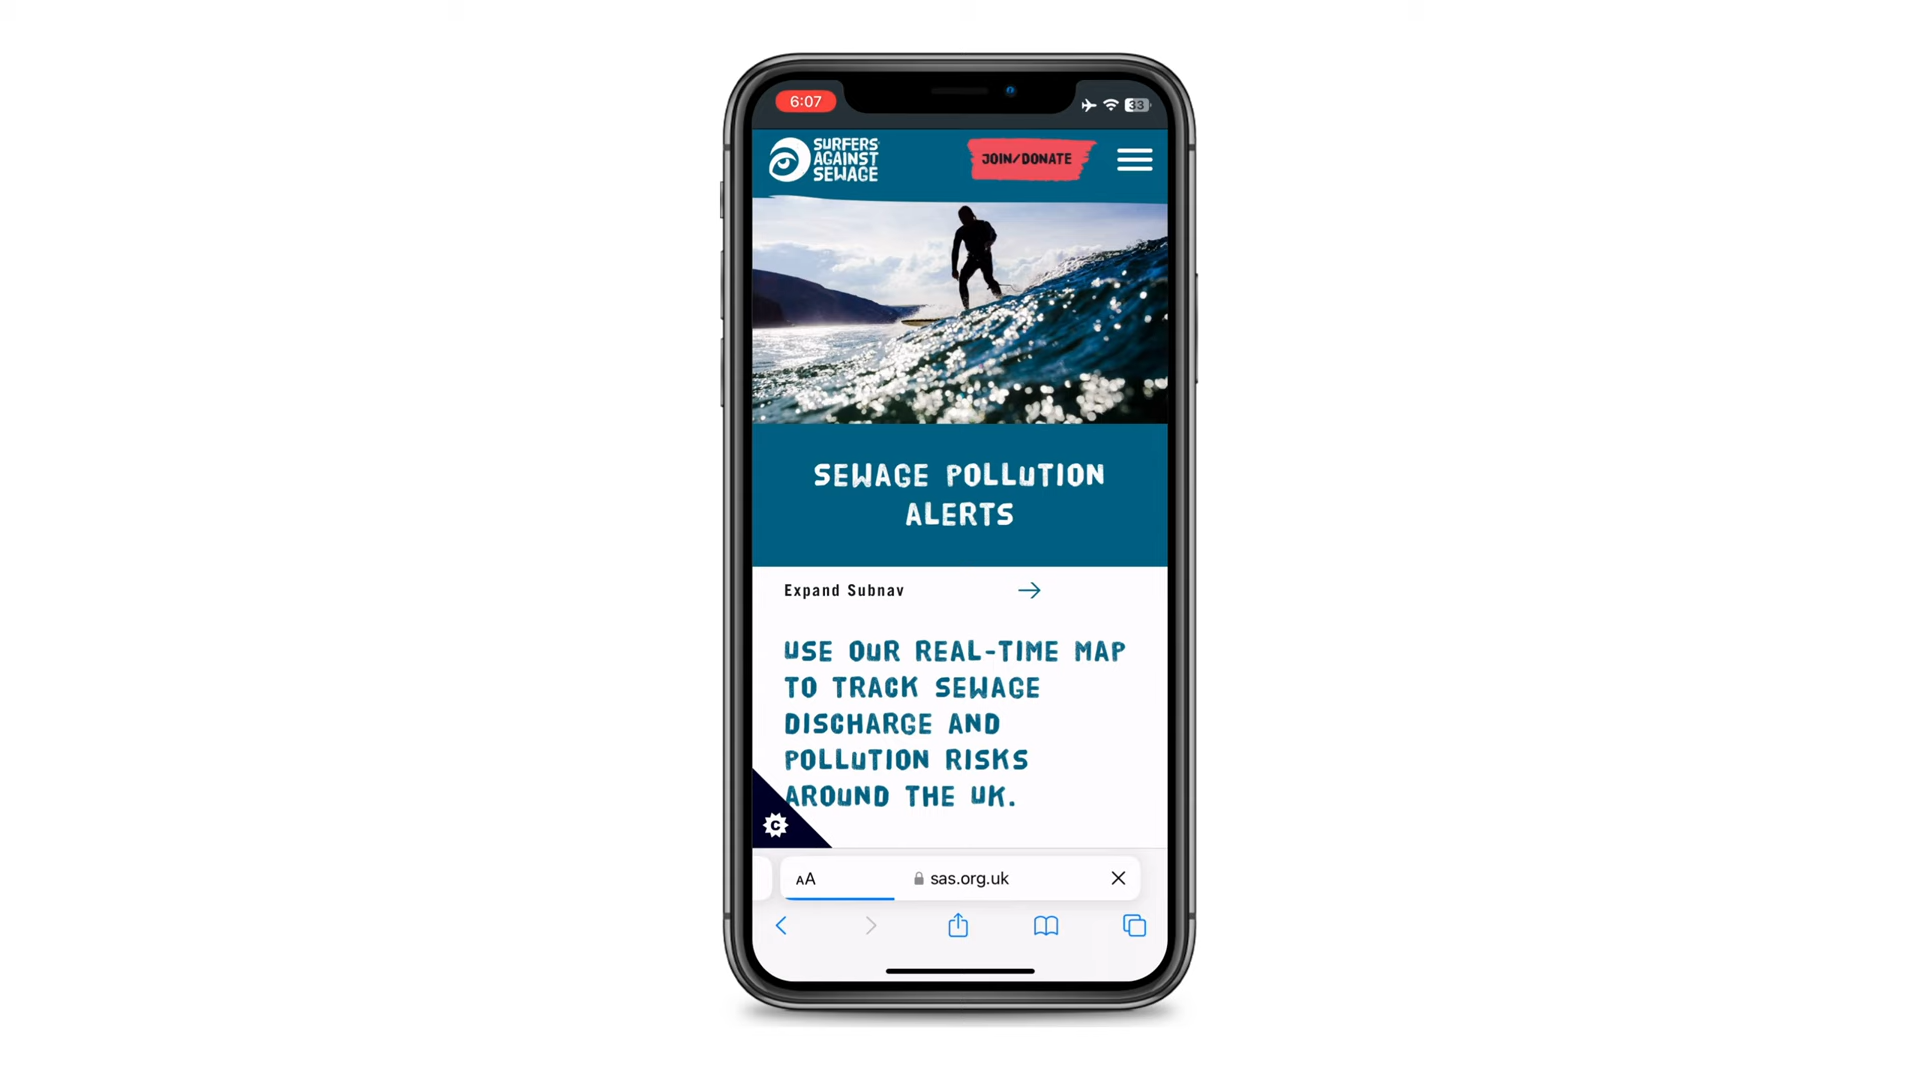 6:07
33
SURFERS
AGAINST
SEWAGE
JOIN/DONATE
SEWAGE POLLUTION
ALERTS
Expand Subnav
USE OUR REAL-TIME MAP
TO TRACK SEWAGE
DISCHARGE AND
POLLUTION RISKS
AROUND THE UK.
C
AA
sas.org.uk